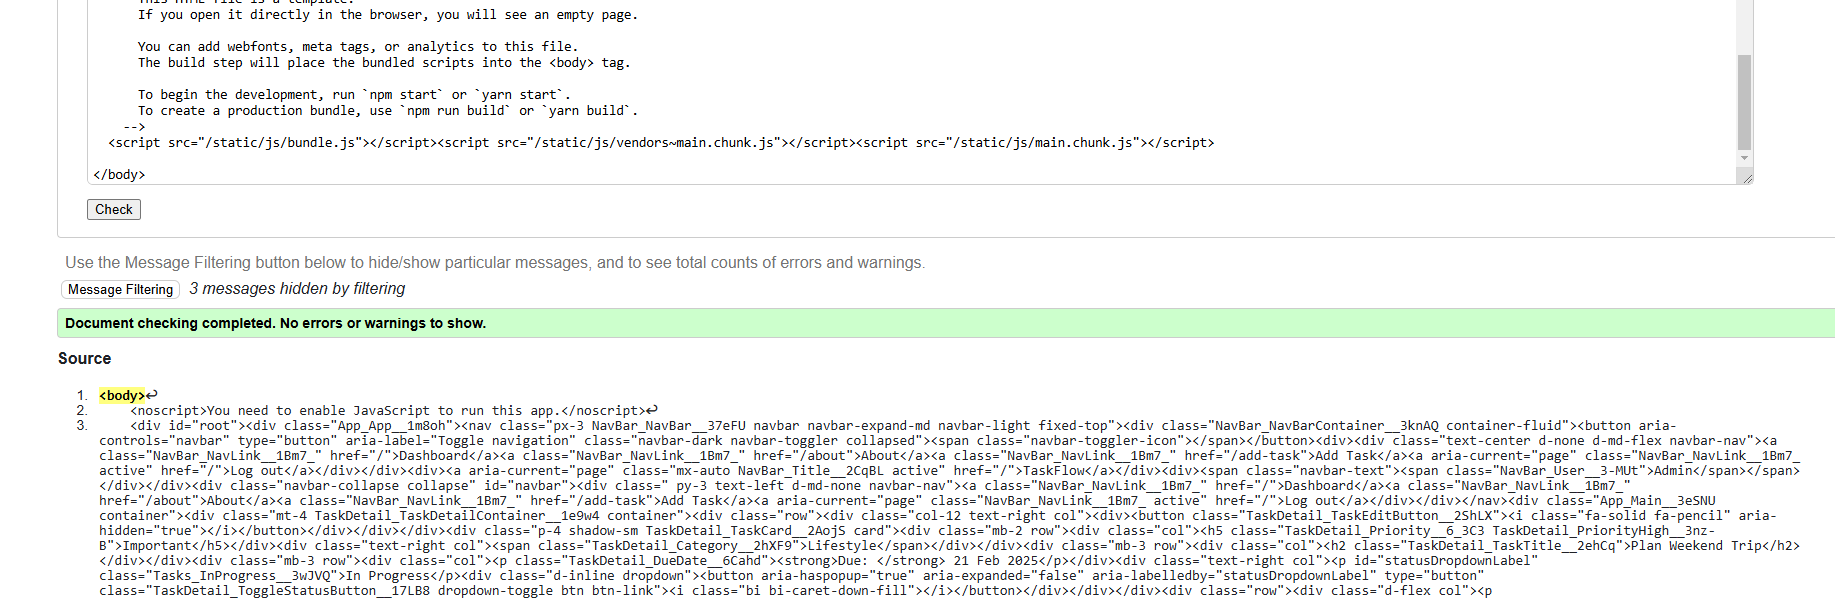 If you open it directly in the browser, you will see an empty page.
You can add webfonts, meta tags, or analytics to this file.
The build step will place the bundled scripts into the <body> tag.
To begin the development, run `npm start` or `yarn start`.
To create a production bundle, use `npm run build` or `yarn build`.
-->
<script src="/static/js/bundle.js"></script><script src="/static/js/vendors~main.chunk.js"></script><script src="/static/js/main.chunk.js"></script>
</body>
Check
Use the Message Filtering button below to hide/show particular messages, and to see total counts of errors and warnings.
Message Filtering 3 messages hidden by filtering
Document checking completed. No errors or warnings to show.
Source
1. <body>↩
2. <noscript>You need to enable JavaScript to run this app.</noscript>↩
3. <div id="root"><div class="App_App__1m8oh"><nav class="px-3 NavBar_NavBar__37eFU navbar navbar-expand-md navbar-light fixed-top"><div class="NavBar_NavBarContainer__3knAQ container-fluid"><button aria-
controls="navbar" type="button" aria-label="Toggle navigation" class="navbar-dark navbar-toggler collapsed"><span class="navbar-toggler-icon"></span></button><div><div class="text-center d-none d-md-flex navbar-nav"><a
class="NavBar_NavLink__1Bm7_" href="/">Dashboard</a><a class="NavBar_NavLink__1Bm7_" href="/about">About</a><a class="NavBar_NavLink__1Bm7_" href="/add-task">Add Task</a><a aria-current="page" class="NavBar_NavLink__1Bm7_
active" href="/">Log out</a></div></div><div><a aria-current="page" class="mx-auto NavBar_Title__2CqBL active" href="/">TaskFlow</a></div><div><span class="navbar-text"><span class="NavBar_User__3-MUt">Admin</span></span>
</div></div><div class="navbar-collapse collapse" id="navbar"><div class=" py-3 text-left d-md-none navbar-nav"><a class="NavBar_NavLink__1Bm7_" href="/">Dashboard</a><a class="NavBar_NavLink__1Bm7_"
href="/about">About</a><a class="NavBar_NavLink__1Bm7_" href="/add-task">Add Task</a><a aria-current="page" class="NavBar_NavLink__1Bm7_ active" href="/">Log out</a></div></div></nav><div class="App_Main__3eSNU
container"><div class="mt-4 TaskDetail_TaskDetailContainer__1e9w4 container"><div class="row"><div class="col-12 text-right col"><div><button class="TaskDetail_TaskEditButton__2ShLX"><i class="fa-solid fa-pencil" aria-
hidden="true"></i></button></div></div></div><div class="p-4 shadow-sm TaskDetail_TaskCard__2AojS card"><div class="mb-2 row"><div class="col"><h5 class="TaskDetail_Priority__6_3C3 TaskDetail_PriorityHigh__3nz-
B">Important</h5></div><div class="text-right col"><span class="TaskDetail_Category__2hXF9">Lifestyle</span></div></div><div class="mb-3 row"><div class="col"><h2 class="TaskDetail_TaskTitle__2ehCq">Plan Weekend Trip</h2>
</div></div><div class="row"><div class="col"><p class="TaskDetail_DueDate__6Cahd"><strong>Due: </strong> 21 Feb 2025</p></div><div class="text-right col"><p id="statusDropdownLabel"
class="Tasks_InProgress__3wJVQ">In Progress</p><div class="d-inline dropdown"><button aria-haspopup="true" aria-expanded="false" aria-labelledby="statusDropdownLabel" type="button"
class="TaskDetail_ToggleStatusButton__17LB8 dropdown-toggle btn btn-link"><i class="bi bi-caret-down-fill"></i></button></div></div></div><div class="row"><div class="d-flex col"><p